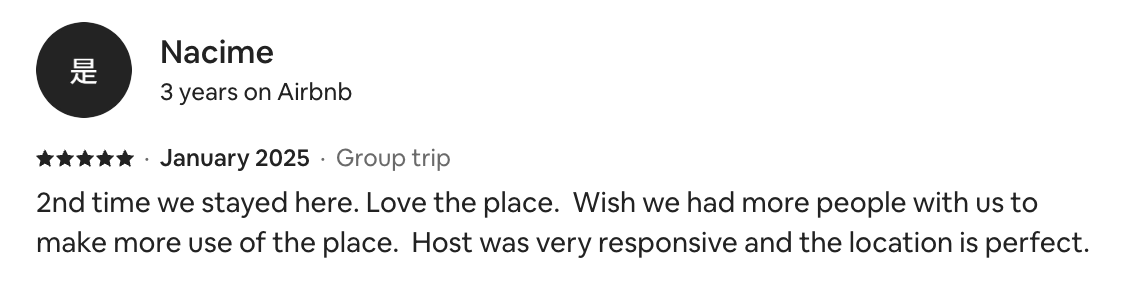 是
Nacime
3 years on Airbnb
★★★★★ · January 2025 · Group trip
2nd time we stayed here. Love the place.  Wish we had more people with us to
make more use of the place.  Host was very responsive and the location is perfect.